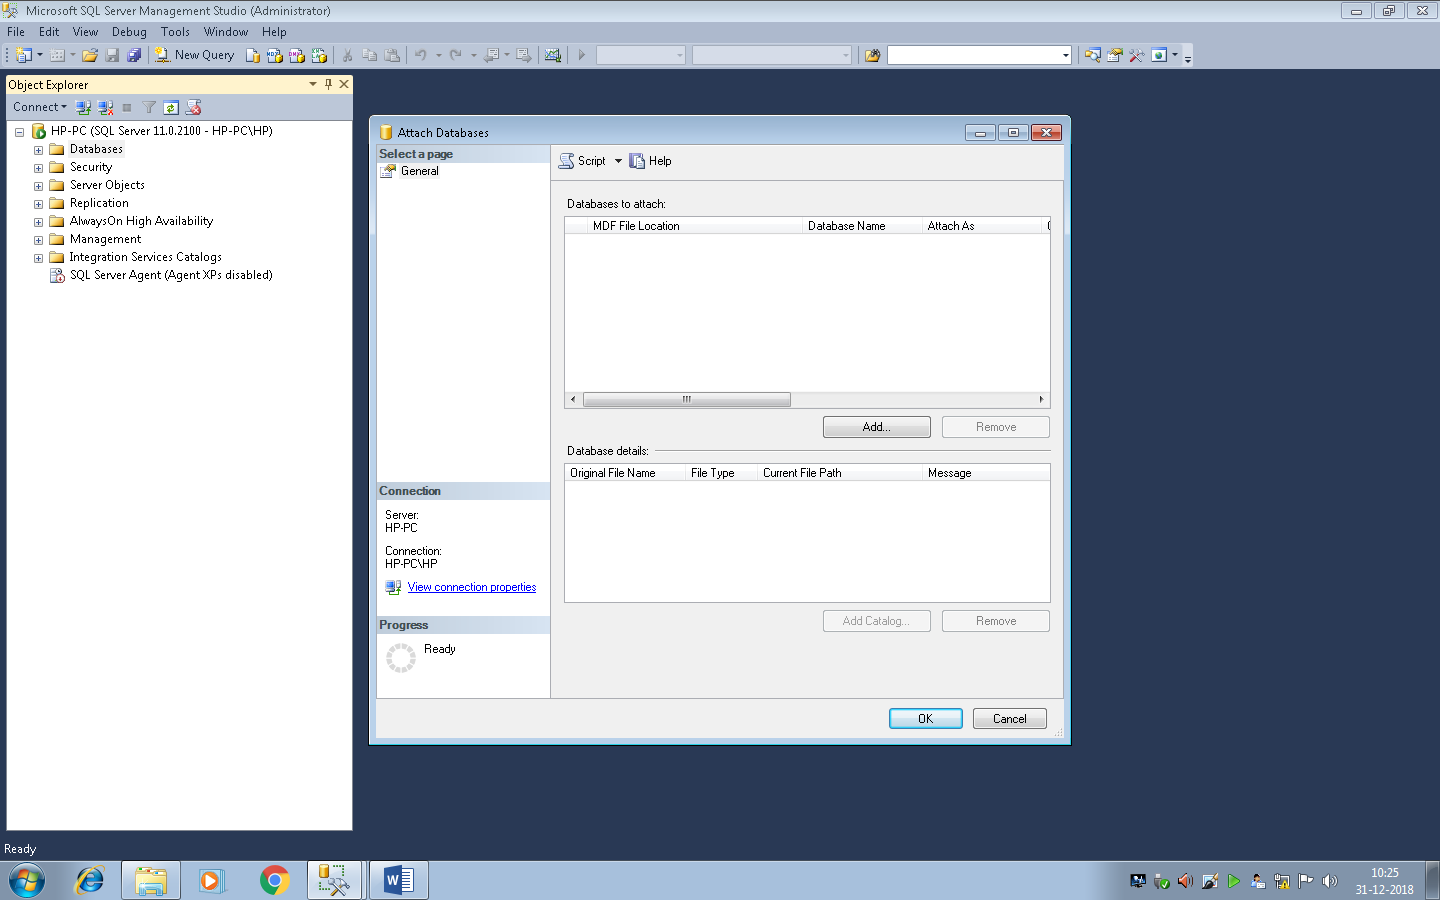 Microsoft SQL Server Management Studio (Administrator)
File Edit View Debug Tools Window Help
New Query
Object Explorer
Connect
HP-PC (SQL Server 11.0.2100 - HP-PC\HP)
Databases
Security
Server Objects
Replication
AlwaysOn High Availability
Management
Integration Services Catalogs
SQL Server Agent (Agent XPs disabled)
Attach Databases
Select a page
General
Script Help
Databases to attach:
MDF File Location Database Name Attach As
Add... Remove
Database details:
Original File Name File Type Current File Path Message
Connection
Server:
HP-PC
Connection:
HP-PC\HP
View connection properties
Progress
Ready
Add Catalog... Remove
OK Cancel
Ready
10:25
31-12-2018